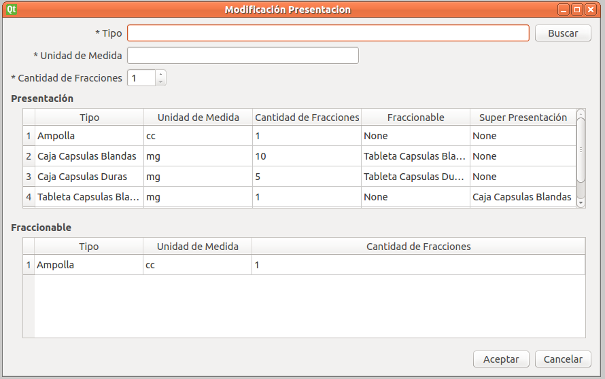 Qt Modificación Presentacion
* Tipo Buscar
* Unidad de Medida
* Cantidad de Fracciones 1
Presentación
Tipo Unidad de Medida Cantidad de Fracciones Fraccionable Super Presentación
1 Ampolla cc 1 None None
2 Caja Capsulas Blandas mg 10 Tableta Capsulas Bla... None
3 Caja Capsulas Duras mg 5 Tableta Capsulas Du... None
4 Tableta Capsulas Bla... mg 1 None Caja Capsulas Blandas
Fraccionable
Tipo Unidad de Medida Cantidad de Fracciones
1 Ampolla cc 1
Aceptar Cancelar